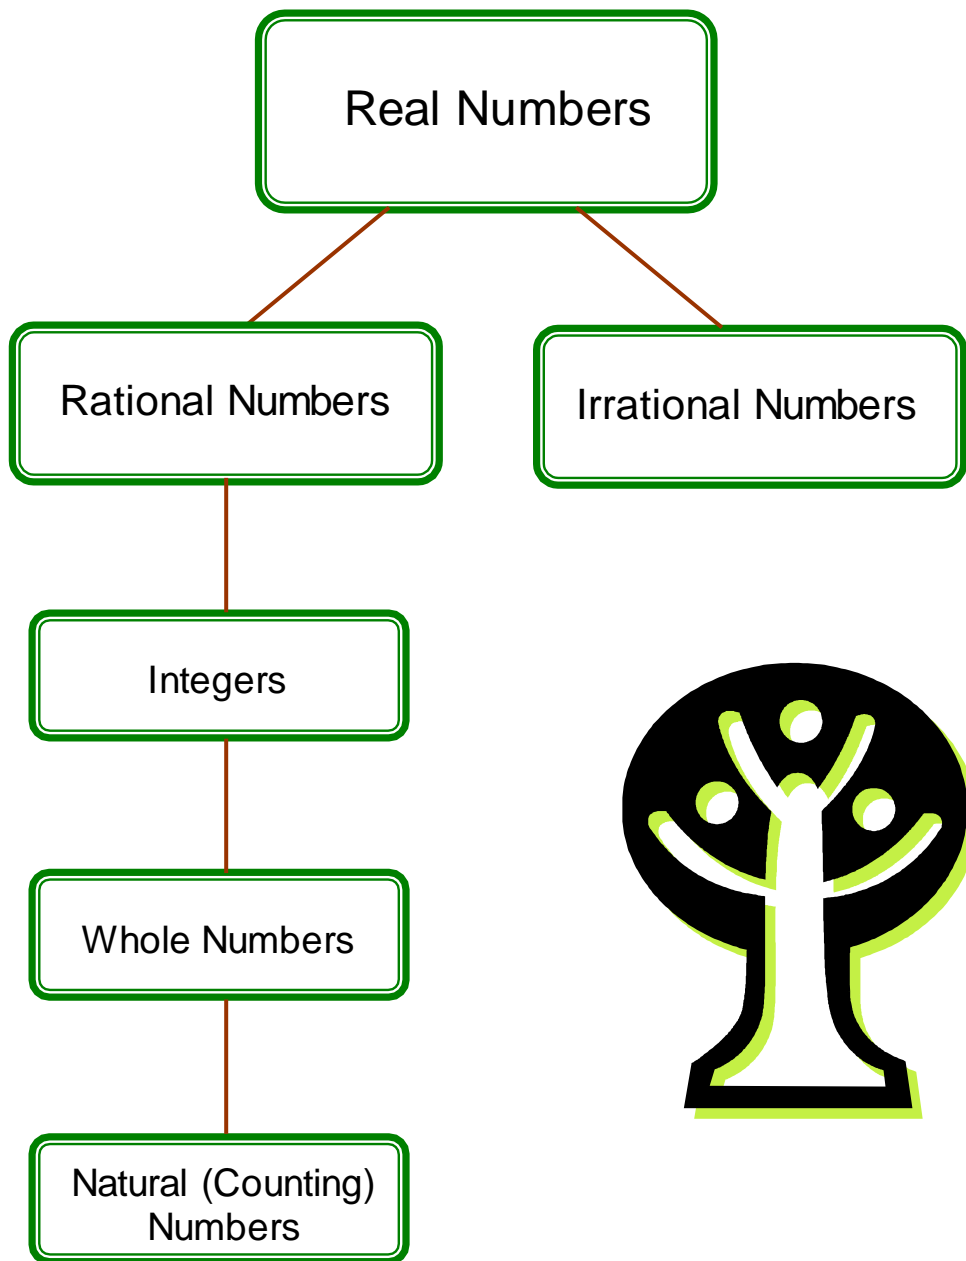 Real Numbers
Rational Numbers
Irrational Numbers
Integers
Whole Numbers
Natural (Counting)
Numbers